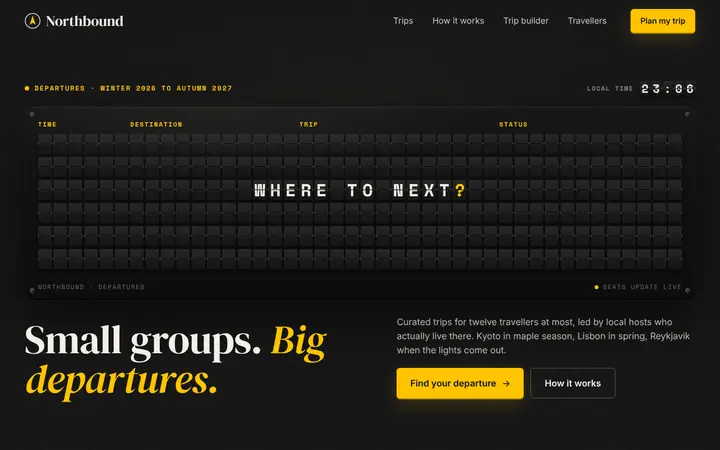 Northbound
Trips How it works Trip builder Travellers Plan my trip
DEPARTURES · WINTER 2026 TO AUTUMN 2027
LOCAL TIME 23:00
TIME DESTINATION TRIP STATUS
WHERE TO NEXT?
NORTHBOUND · DEPARTURES
SEATS UPDATE LIVE
Small groups. Big
departures.
Curated trips for twelve travellers at most, led by local hosts who
actually live there. Kyoto in maple season, Lisbon in spring, Reykjavik
when the lights come out.
Find your departure → How it works